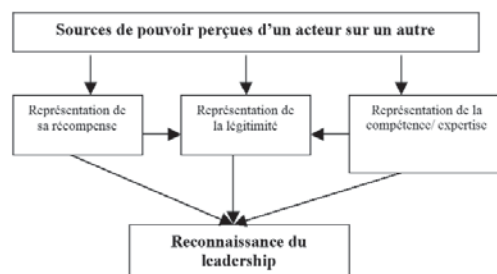 Sources de pouvoir perçues d'un acteur sur un autre
Représentation de
sa récompense
Représentation de
la légitimité
Représentation de la
compétence/ expertise
Reconnaissance du
leadership